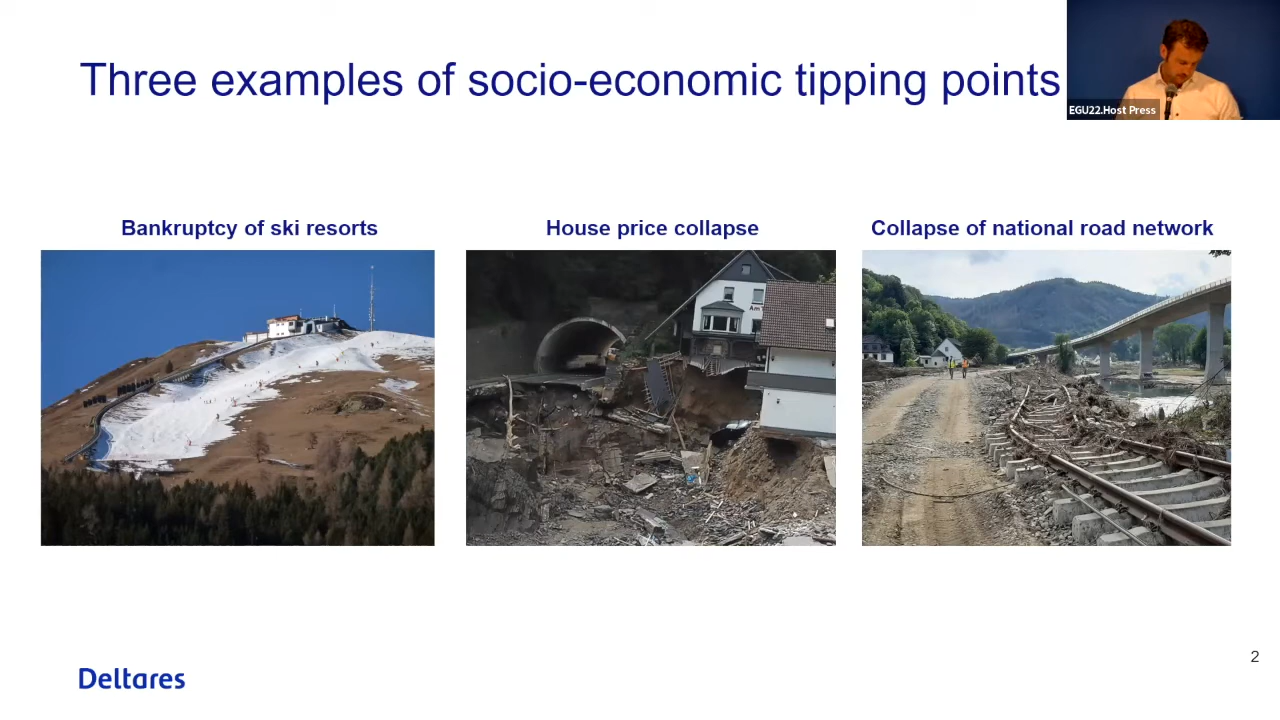 Three examples of socio-economic tipping points
EGU22.Host Press
Bankruptcy of ski resorts
House price collapse
Collapse of national road network
Am
2
Deltares